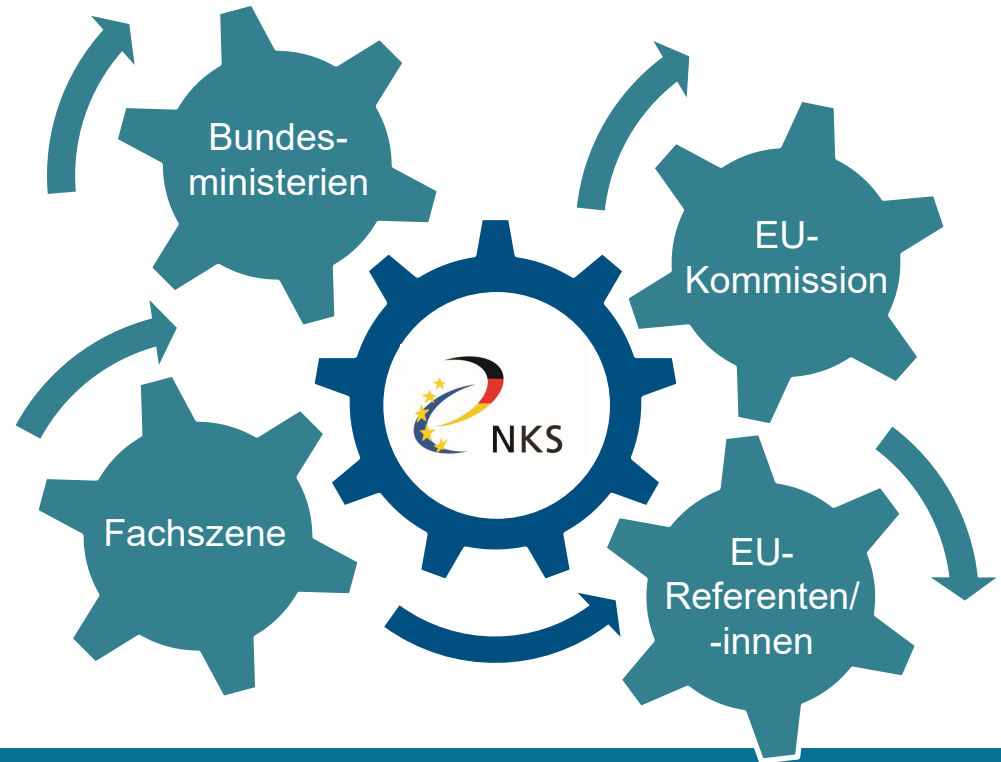 Bundes-
ministerien
EU-
Kommission
NKS
Fachszene
EU-
Referenten/
-innen